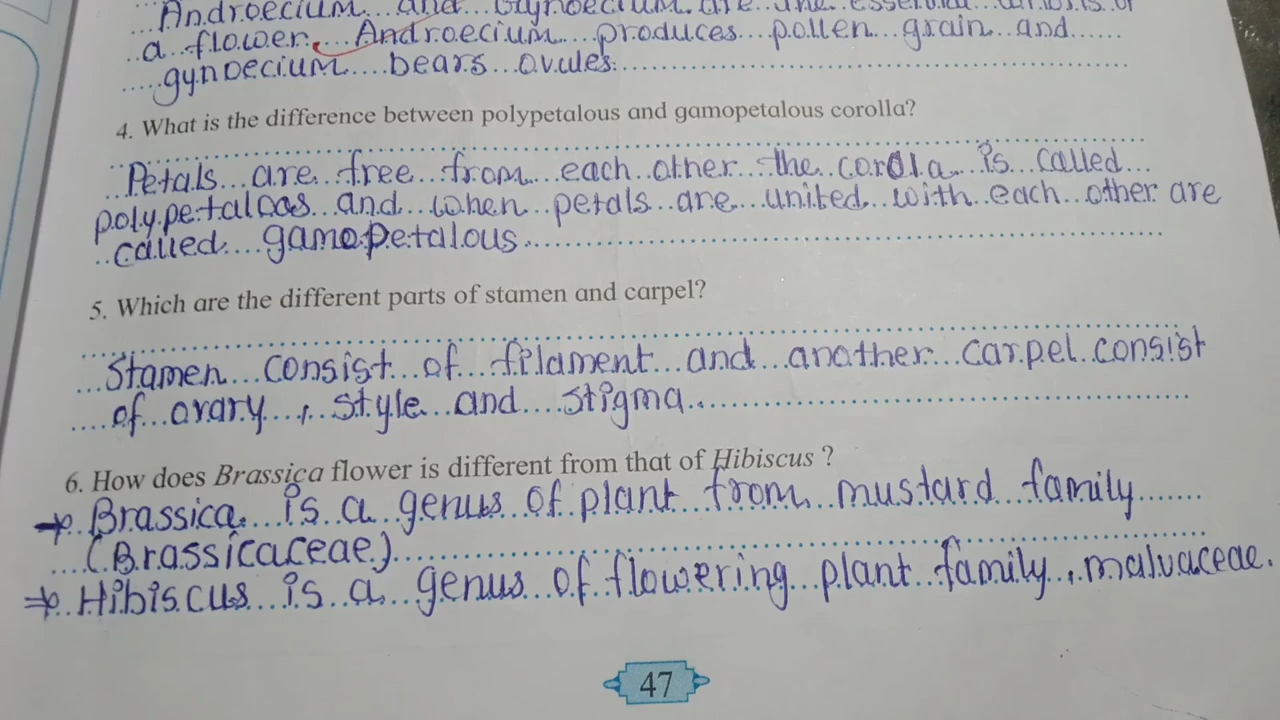 Androecium and Gynoecium are the essential
a flower. Androecium produces pollen grain and
gynoecium bears ovules.
4. What is the difference between polypetalous and gamopetalous corolla?
Petals are free from each other the corolla is called
polypetaloas and when petals are united with each other are
called gamopetalous.
5. Which are the different parts of stamen and carpel?
Stamen consist of filament and another carpel consist
of ovary, style and stigma.
6. How does Brassica flower is different from that of Hibiscus ?
→ Brassica is a genus of plant from mustard family
(Brassicaceae)
→ Hibiscus is a genus of flowering plant family, malvaceae.
47